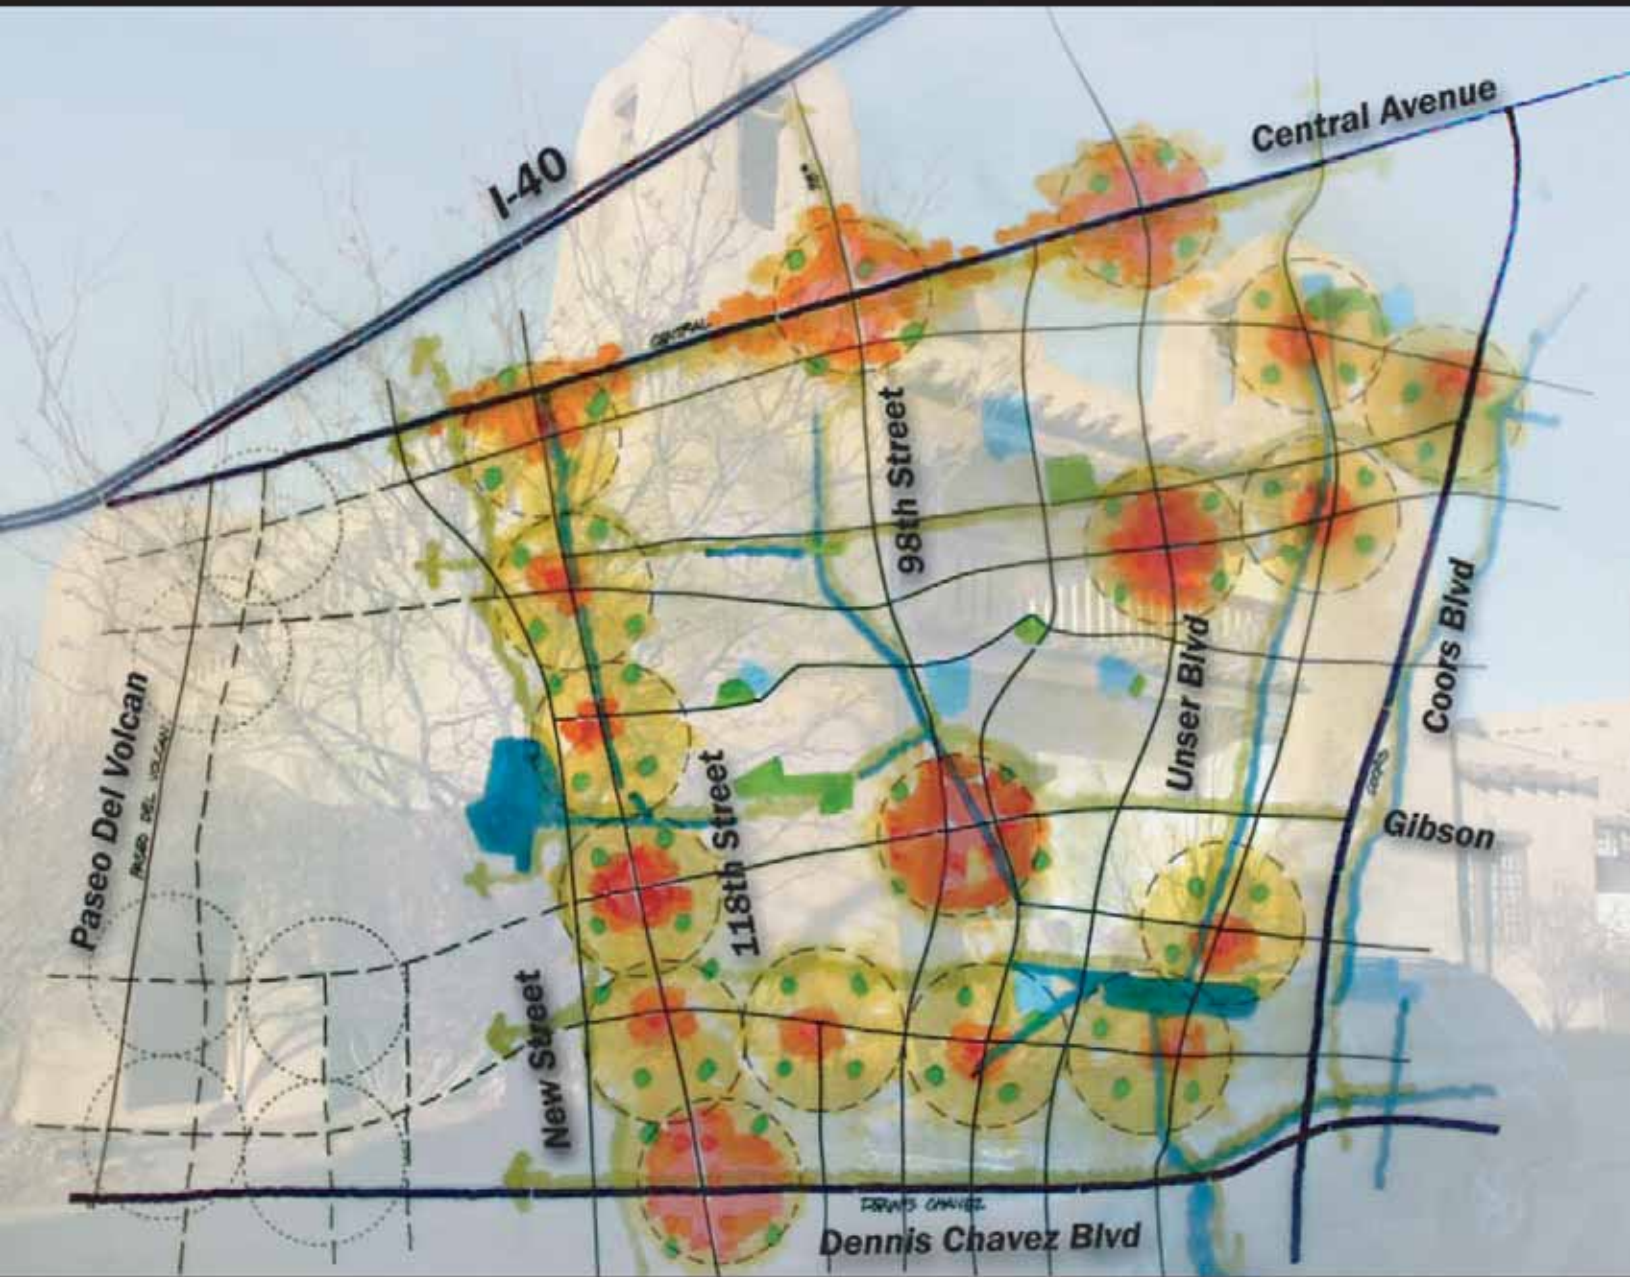 Central Avenue
I-40
CENTRAL
98th Street
Coors Blvd
Unser Blvd
Paseo Del Volcan
PASEO DEL VOLCAN
118th Street
COORS
Gibson
New Street
DENNIS CHAVEZ
Dennis Chavez Blvd